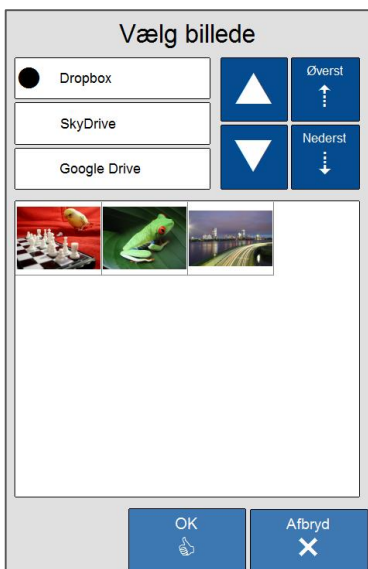 Vælg billede
Dropbox
SkyDrive
Google Drive
Øverst
Nederst
OK
Afbryd